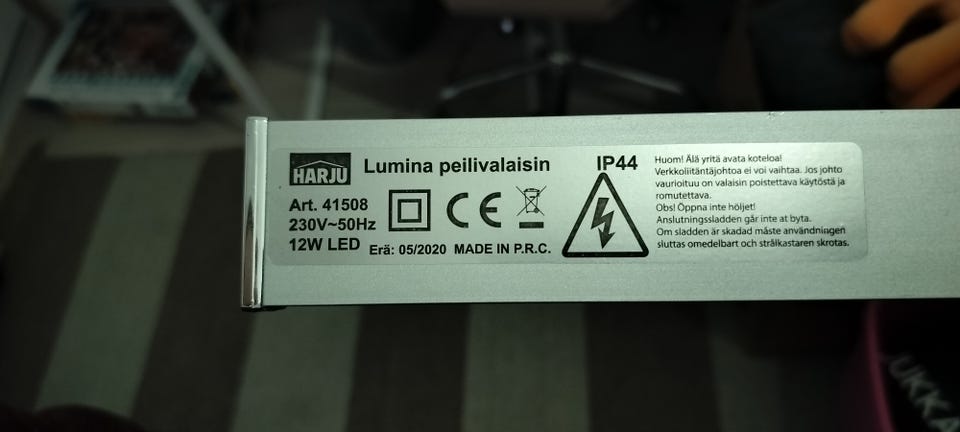 HARJU
Lumina peilivalaisin
IP44
Art. 41508
230V~50Hz
12W LED
Erä: 05/2020 MADE IN P.R.C.
Huom! Älä yritä avata koteloa!
Verkkoliitäntäjohtoa ei voi vaihtaa. Jos johto
vaurioituu on valaisin poistettava käytöstä ja
romutettava.
Obs! Öppna inte höljet!
Anslutningssladden går inte at byta.
Om sladden är skadad måste användningen
sluttas omedelbart och strålkastaren skrotas.
UKKA